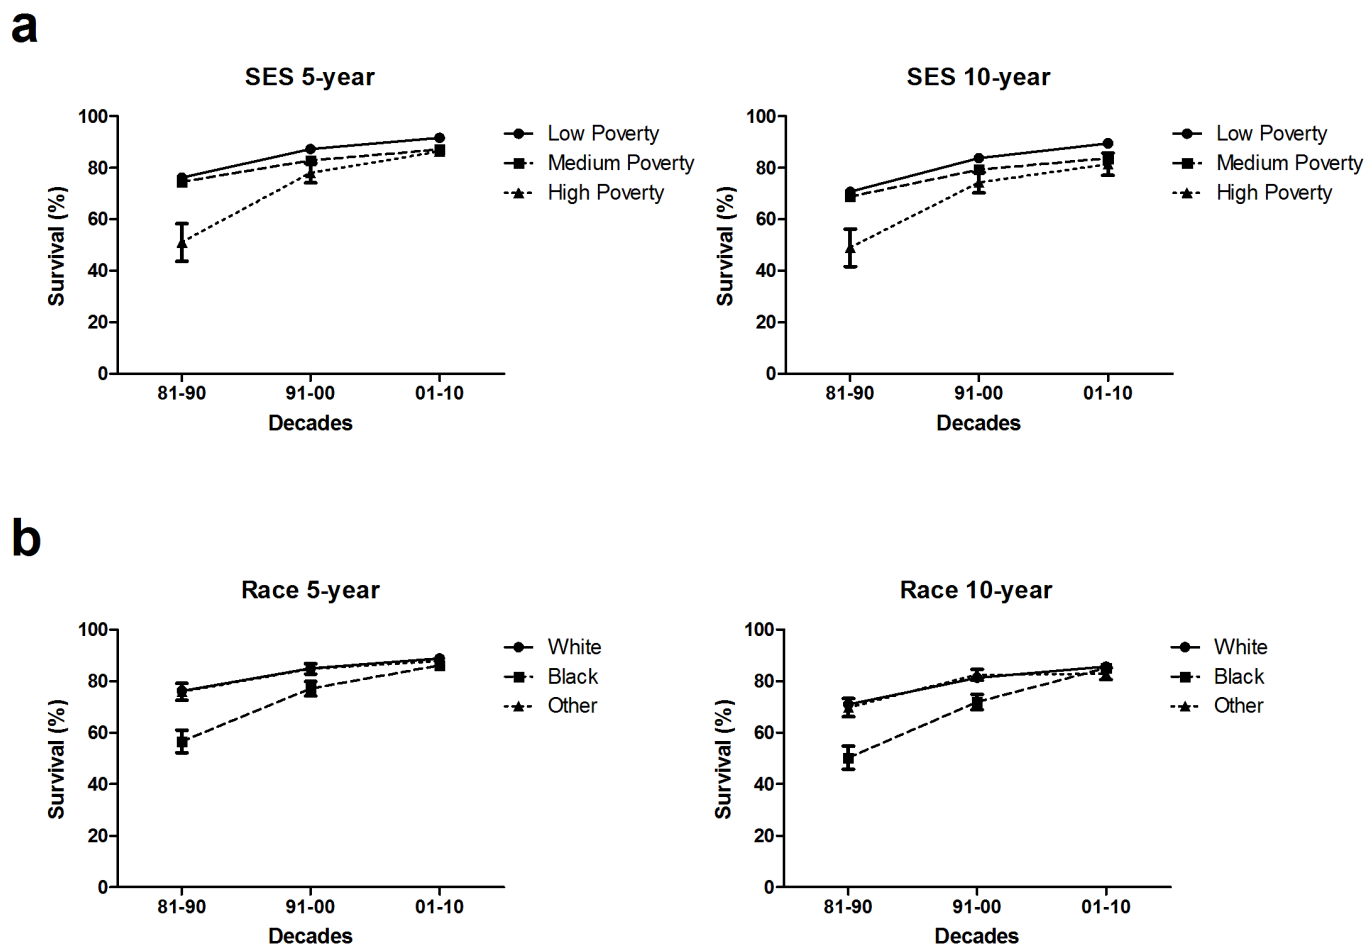 a
SES 5-year
100
80
60
40
20
0
Survival (%)
81-90 91-00 01-10
Decades
Low Poverty
Medium Poverty
High Poverty
SES 10-year
100
80
60
40
20
0
Survival (%)
81-90 91-00 01-10
Decades
Low Poverty
Medium Poverty
High Poverty
b
Race 5-year
100
80
60
40
20
0
Survival (%)
81-90 91-00 01-10
Decades
White
Black
Other
Race 10-year
100
80
60
40
20
0
Survival (%)
81-90 91-00 01-10
Decades
White
Black
Other